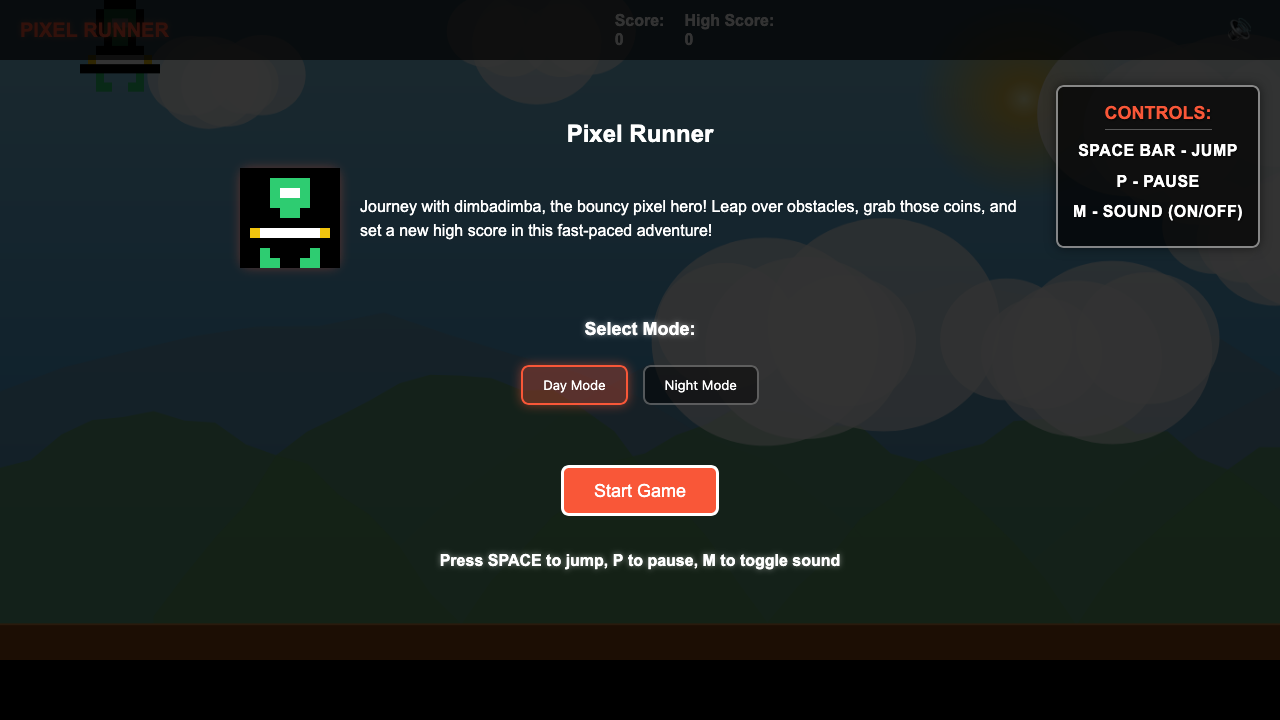 PIXEL RUNNER
Score:
0
High Score:
0
CONTROLS:
SPACE BAR - JUMP
P - PAUSE
M - SOUND (ON/OFF)
Pixel Runner
Journey with dimbadimba, the bouncy pixel hero! Leap over obstacles, grab those coins, and
set a new high score in this fast-paced adventure!
Select Mode:
Day Mode
Night Mode
Start Game
Press SPACE to jump, P to pause, M to toggle sound